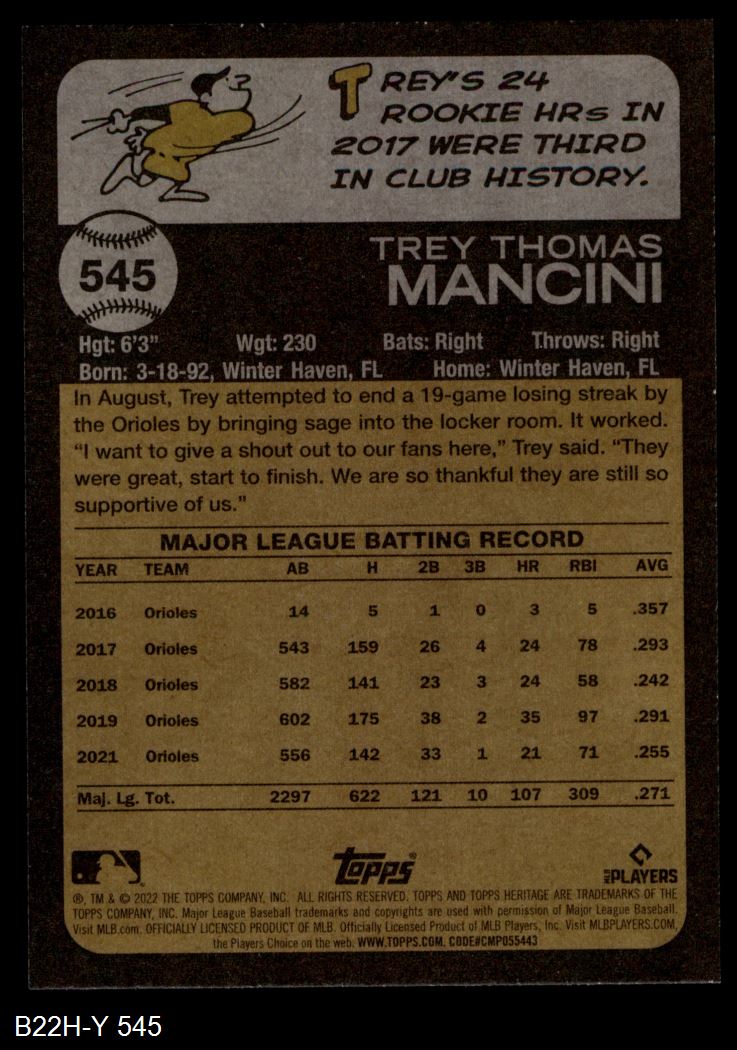 TREY'S 24
ROOKIE HRs IN
2017 WERE THIRD
IN CLUB HISTORY.
545
TREY THOMAS
MANCINI
Hgt: 6'3" Wgt: 230 Bats: Right Throws: Right
Born: 3-18-92, Winter Haven, FL Home: Winter Haven, FL
In August, Trey attempted to end a 19-game losing streak by
the Orioles by bringing sage into the locker room. It worked.
"I want to give a shout out to our fans here," Trey said. "They
were great, start to finish. We are so thankful they are still so
supportive of us."
MAJOR LEAGUE BATTING RECORD
YEAR TEAM AB H 2B 3B HR RBI AVG
2016 Orioles 14 5 1 0 3 5 .357
2017 Orioles 543 159 26 4 24 78 .293
2018 Orioles 582 141 23 3 24 58 .242
2019 Orioles 602 175 38 2 35 97 .291
2021 Orioles 556 142 33 1 21 71 .255
Maj. Lg. Tot. 2297 622 121 10 107 309 .271
Topps® MLB PLAYERS
®, TM & © 2022 THE TOPPS COMPANY, INC. ALL RIGHTS RESERVED. TOPPS AND TOPPS HERITAGE ARE TRADEMARKS OF THE
TOPPS COMPANY, INC. Major League Baseball trademarks and copyrights are used with permission of Major League Baseball.
Visit MLB.com. OFFICIALLY LICENSED PRODUCT OF MLB. Officially Licensed Product of MLB Players, Inc. Visit MLBPLAYERS.COM,
the Players Choice on the web. WWW.TOPPS.COM. CODE#CMP055443
B22H-Y 545